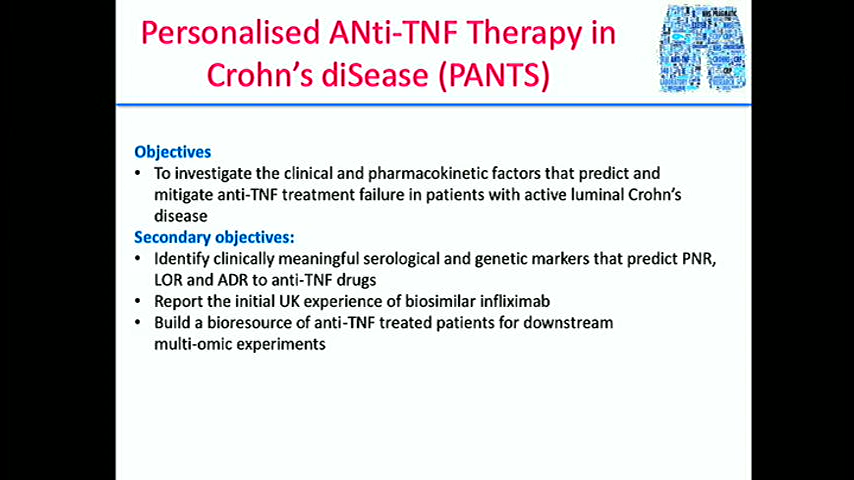 Personalised ANti-TNF Therapy in
Crohn's diSease (PANTS)
Objectives
• To investigate the clinical and pharmacokinetic factors that predict and
mitigate anti-TNF treatment failure in patients with active luminal Crohn's
disease
Secondary objectives:
• Identify clinically meaningful serological and genetic markers that predict PNR,
LOR and ADR to anti-TNF drugs
• Report the initial UK experience of biosimilar infliximab
• Build a bioresource of anti-TNF treated patients for downstream
multi-omic experiments